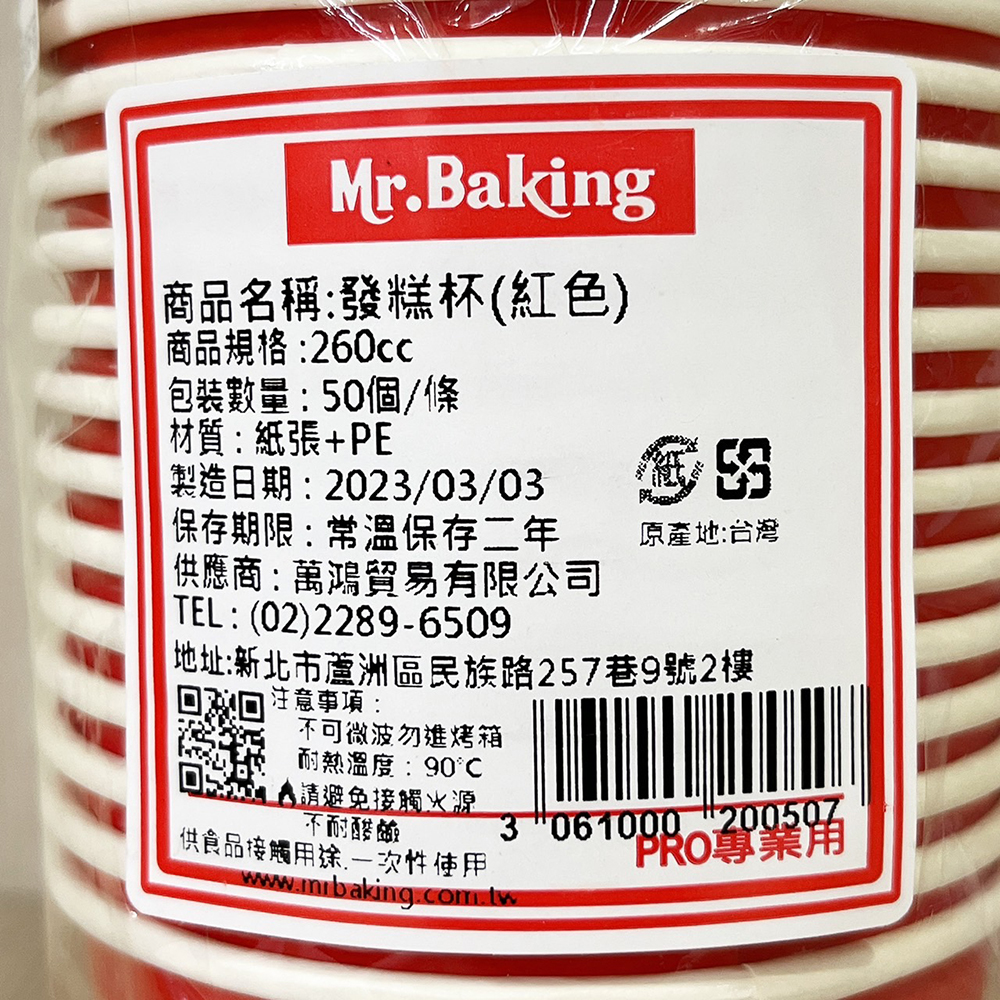 Mr.Baking
商品名稱:發糕杯(紅色)
商品規格:260cc
包裝數量:50個/條
材質:紙張+PE
製造日期:2023/03/03
保存期限:常溫保存二年
紙
原產地:台灣
供應商:萬鴻貿易有限公司
TEL:(02)2289-6509
地址:新北市蘆洲區民族路257巷9號2樓
注意事項:
不可微波勿進烤箱
耐熱溫度:90°C
請避免接觸火源
不耐酸鹼
供食品接觸用途.一次性使用
www.mrbaking.com.tw
3 061000 200507
PRO專業用